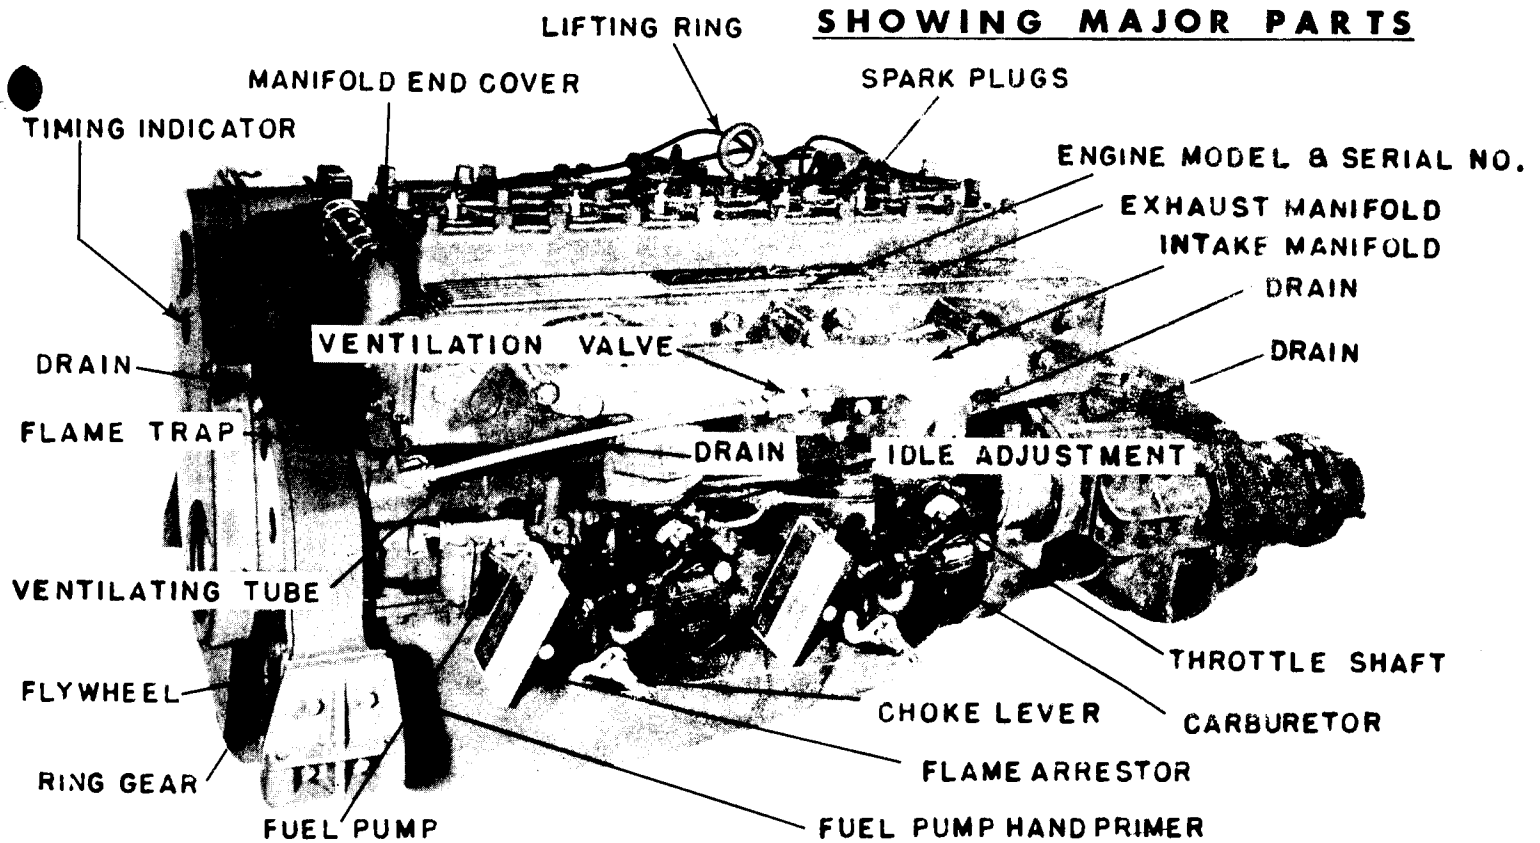 SHOWING MAJOR PARTS
LIFTING RING
MANIFOLD END COVER
SPARK PLUGS
TIMING INDICATOR
ENGINE MODEL & SERIAL NO.
EXHAUST MANIFOLD
INTAKE MANIFOLD
DRAIN
VENTILATION VALVE
DRAIN
DRAIN
FLAME TRAP
DRAIN
IDLE ADJUSTMENT
VENTILATING TUBE
THROTTLE SHAFT
FLYWHEEL
CHOKE LEVER
CARBURETOR
RING GEAR
FLAME ARRESTOR
FUEL PUMP
FUEL PUMP HAND PRIMER